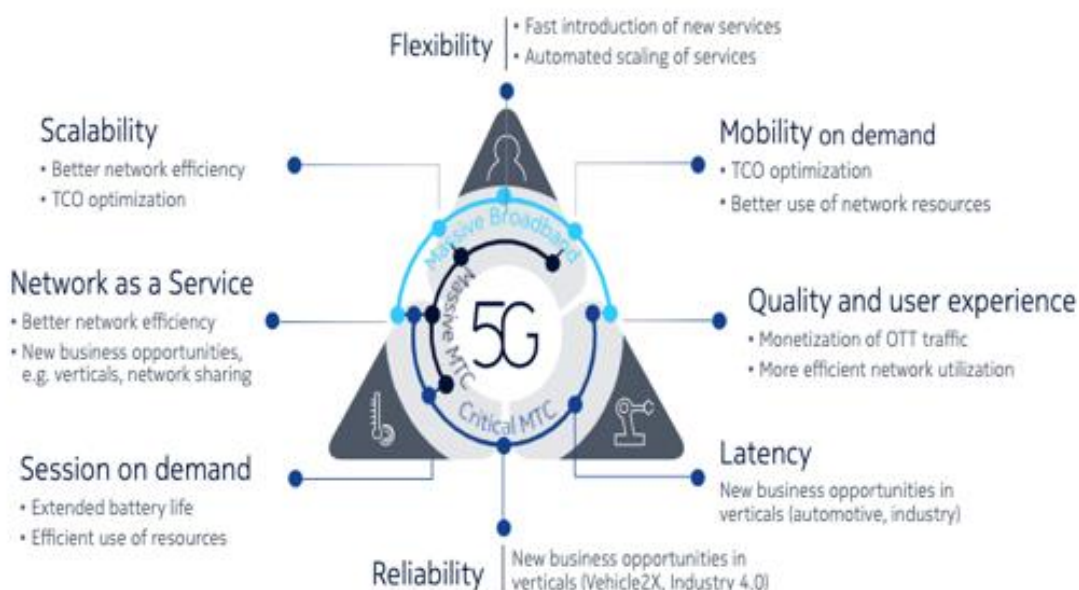 Flexibility
• Fast introduction of new services
• Automated scaling of services
Scalability
• Better network efficiency
• TCO optimization
Mobility on demand
• TCO optimization
• Better use of network resources
Massive Broadband
Massive MTC
5G
Critical MTC
Network as a Service
• Better network efficiency
• New business opportunities,
e.g. verticals, network sharing
Quality and user experience
• Monetization of OTT traffic
• More efficient network utilization
Session on demand
• Extended battery life
• Efficient use of resources
Latency
New business opportunities in
verticals (automotive, industry)
Reliability
New business opportunities in
verticals (Vehicle2X, Industry 4.0)